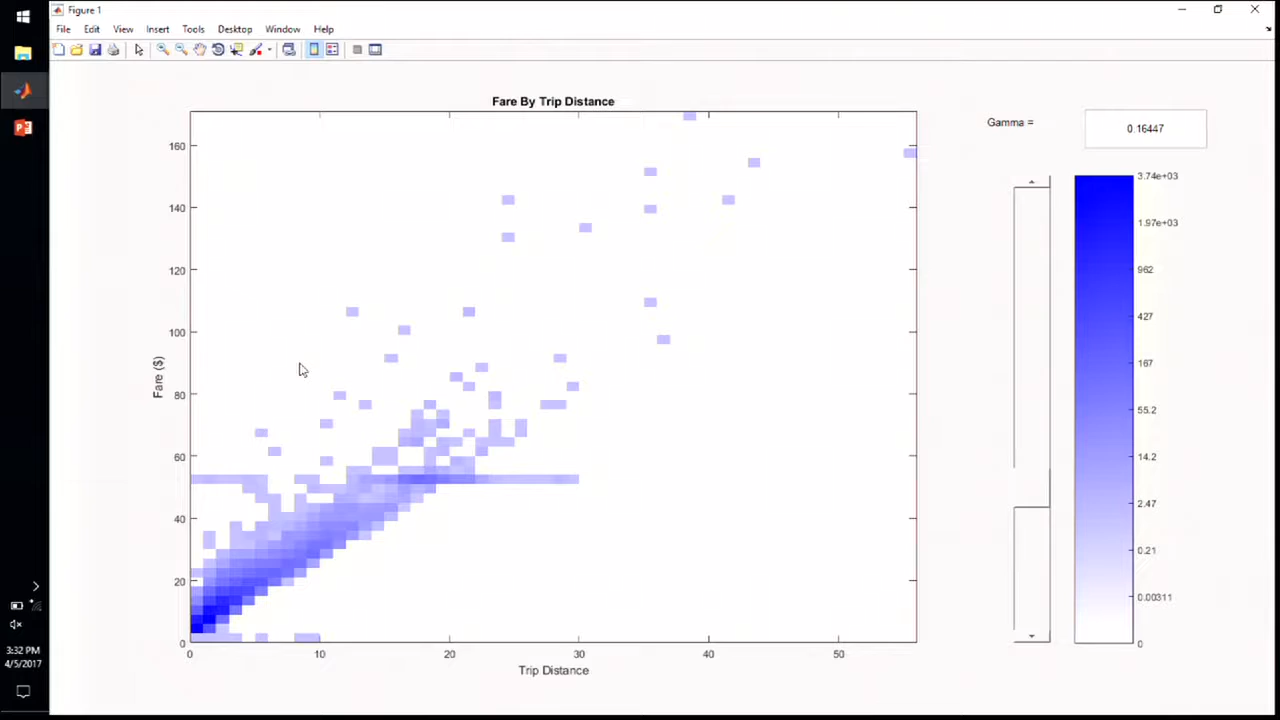 Figure 1
File Edit View Insert Tools Desktop Window Help
Fare By Trip Distance
Gamma =
0.16447
160
140
120
100
80
60
40
20
0
Fare ($)
0 10 20 30 40 50
Trip Distance
3.74e+03
1.97e+03
962
427
167
55.2
14.2
2.47
0.21
0.00311
0
3:32 PM
4/5/2017